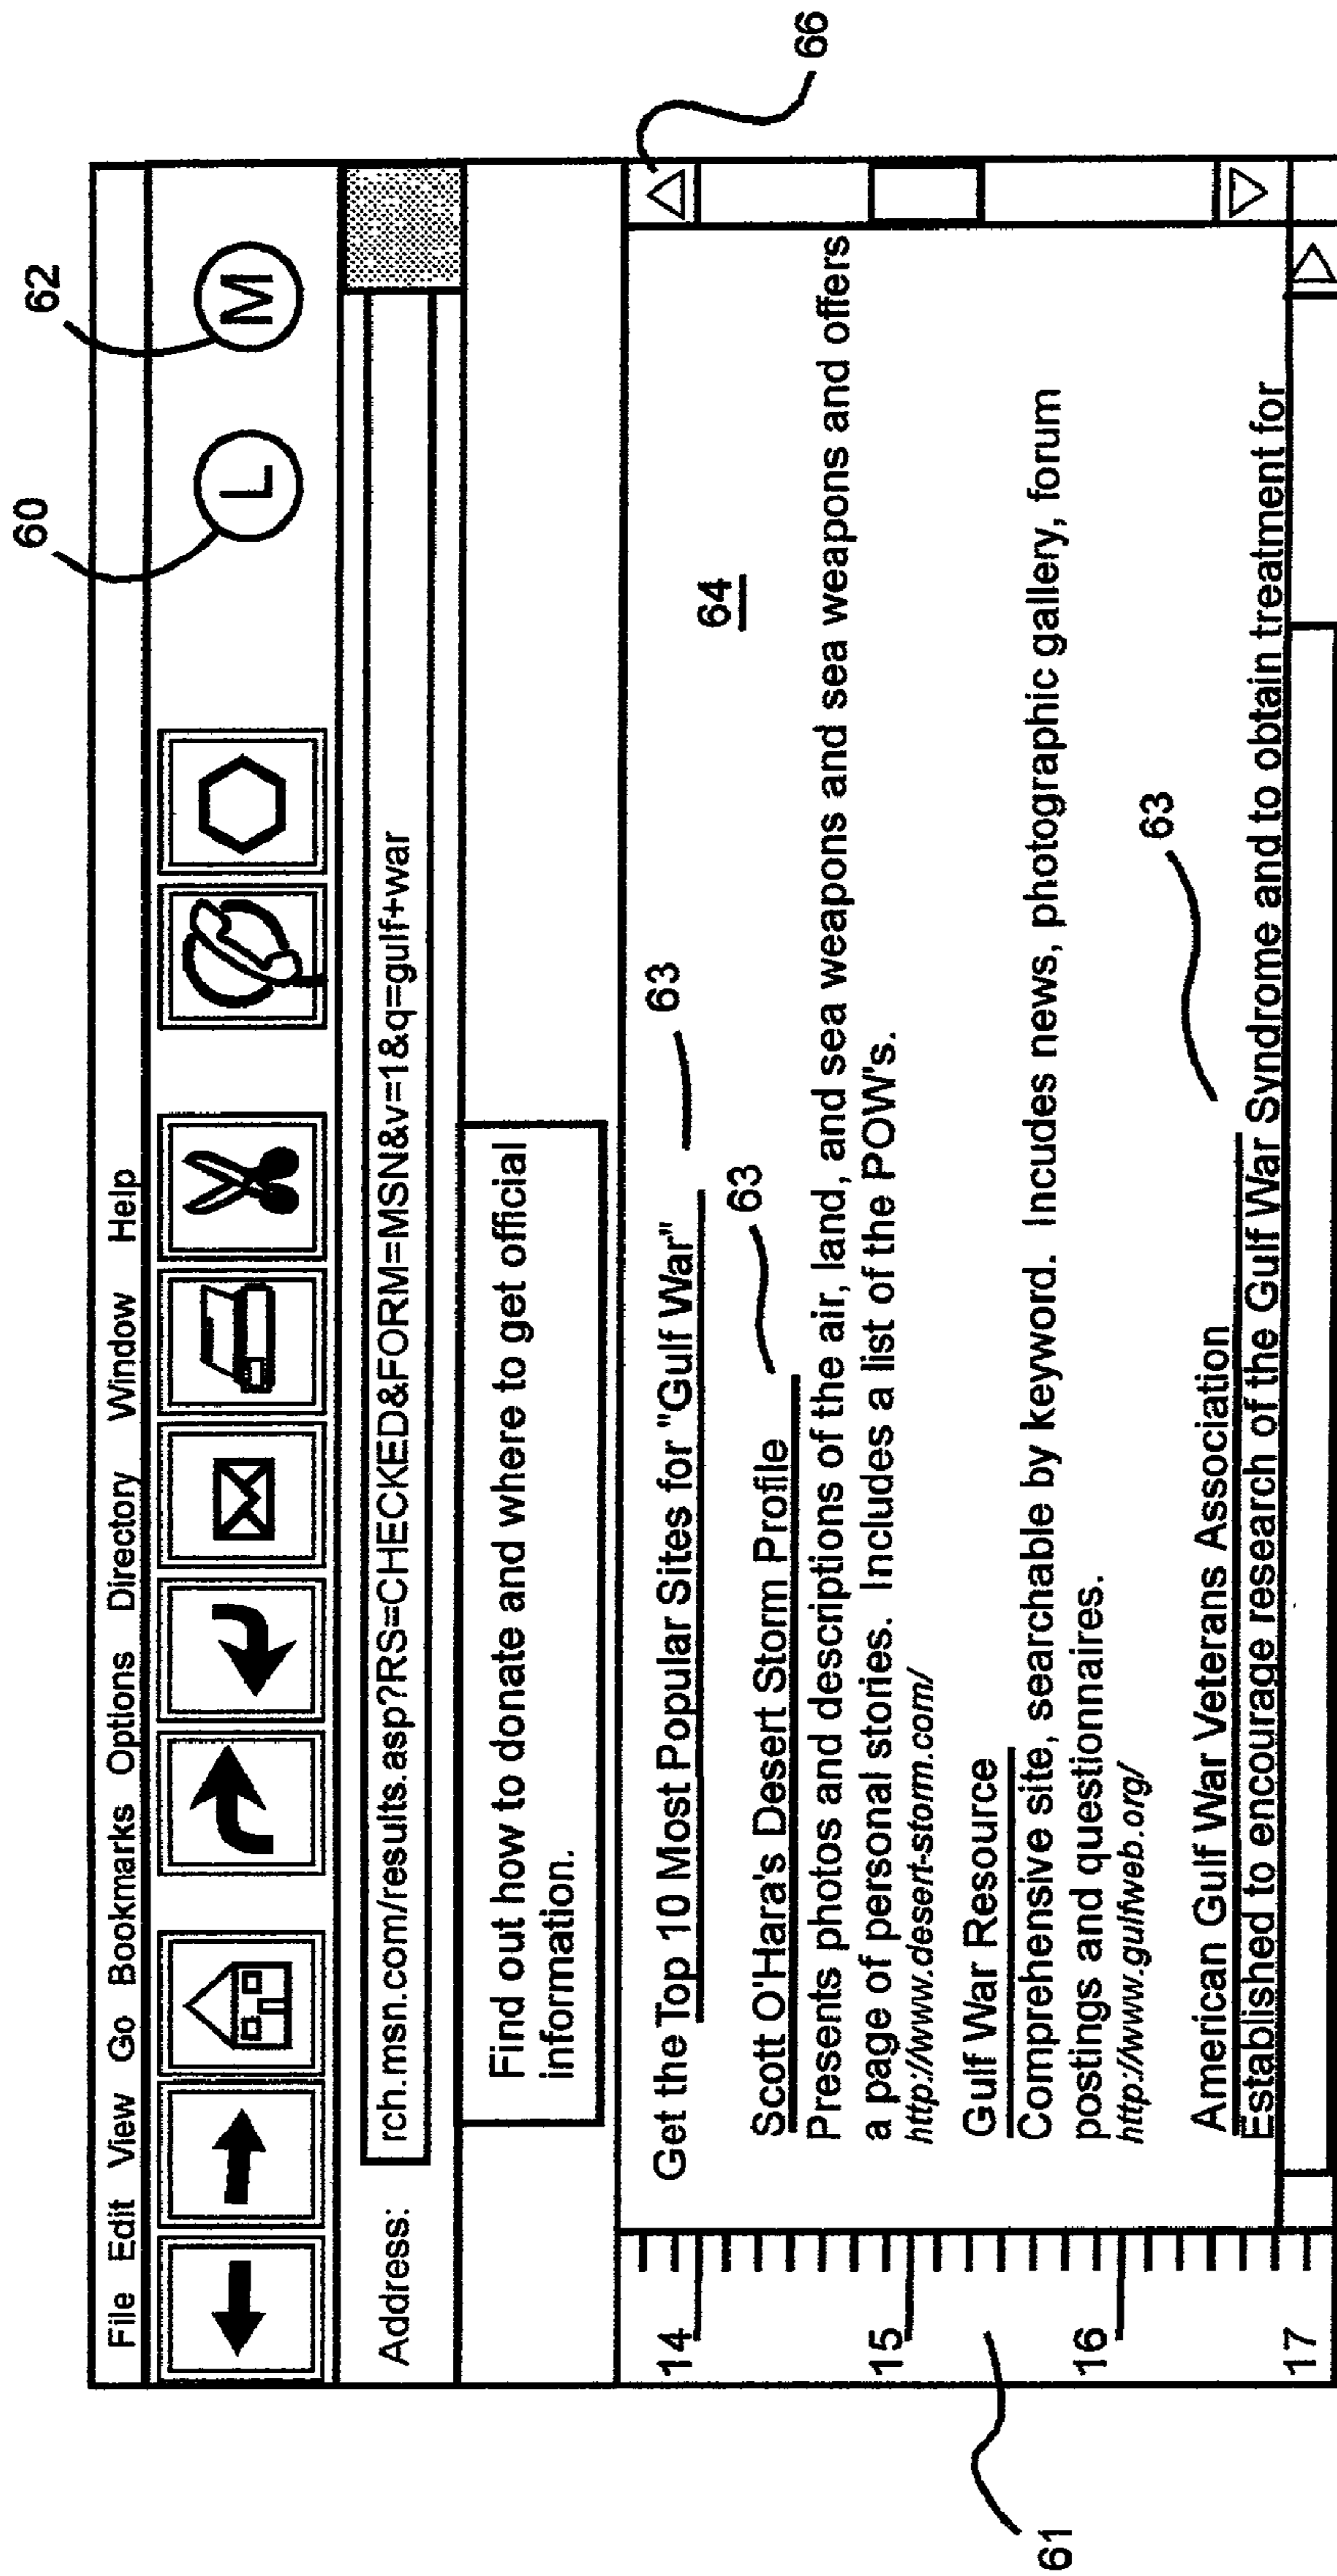 60
62
File Edit View Go Bookmarks Options Directory Window Help
L
M
Address:
rch.msn.com/results.asp?RS=CHECKED&FORM=MSN&v=1&q=gulf+war
Find out how to donate and where to get official
information.
66
14
Get the Top 10 Most Popular Sites for "Gulf War"
63
64
63
Scott O'Hara's Desert Storm Profile
Presents photos and descriptions of the air, land, and sea weapons and sea weapons and offers
a page of personal stories. Includes a list of the POW's.
15
http://www.desert-storm.com/
61
Gulf War Resource
Comprehensive site, searchable by keyword. Incudes news, photographic gallery, forum
postings and questionnaires.
16
http://www.gulfweb.org/
63
American Gulf War Veterans Association
Established to encourage research of the Gulf War Syndrome and to obtain treatment for
17